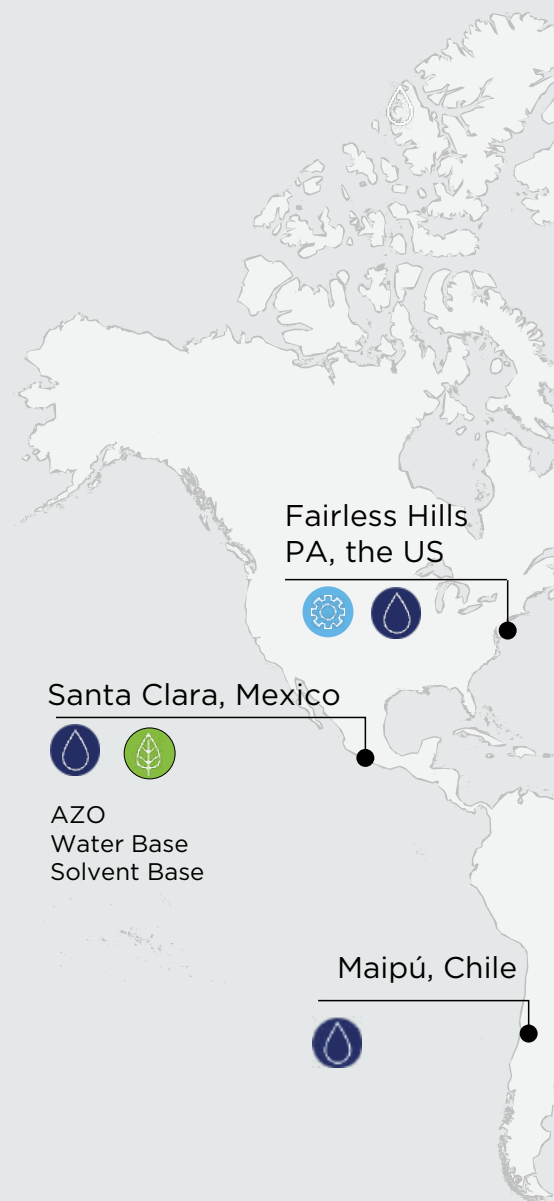 Fairless Hills
PA, the US
Santa Clara, Mexico
AZO
Water Base
Solvent Base
Maipú, Chile